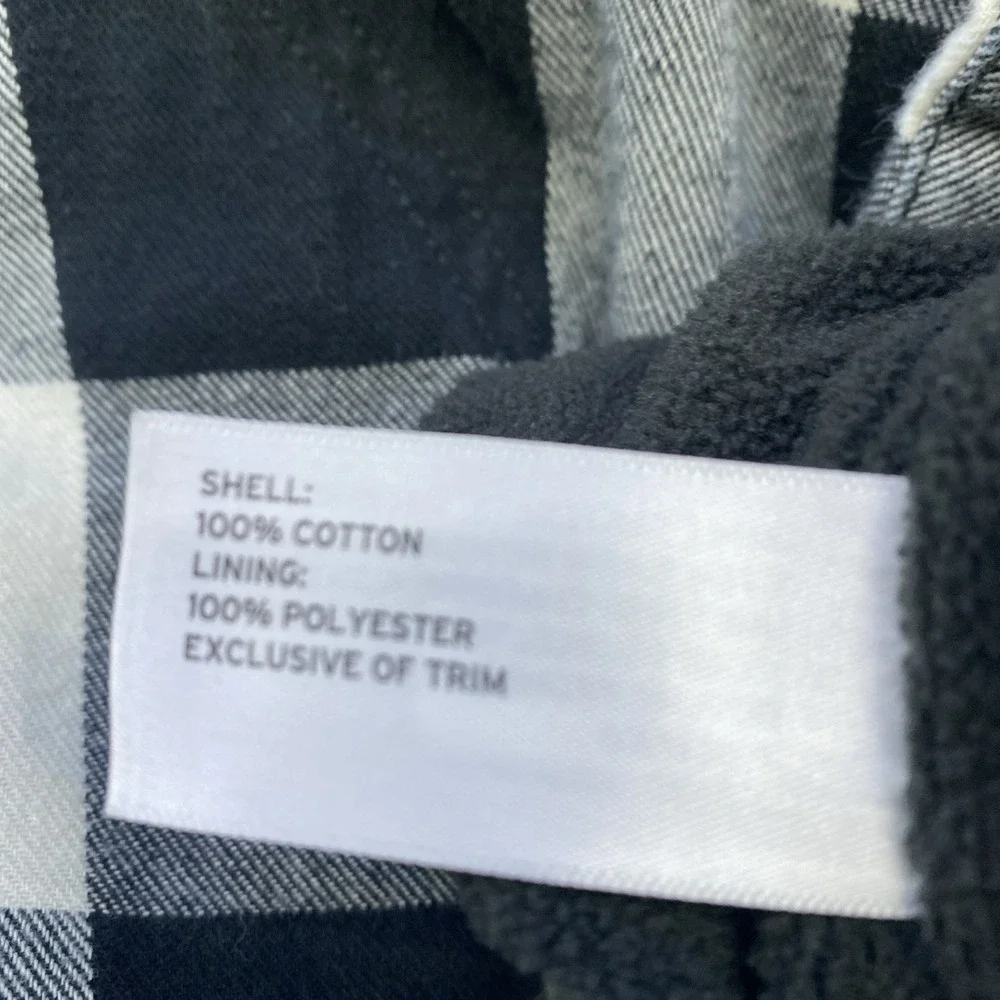 SHELL:
100% COTTON
LINING:
100% POLYESTER
EXCLUSIVE OF TRIM